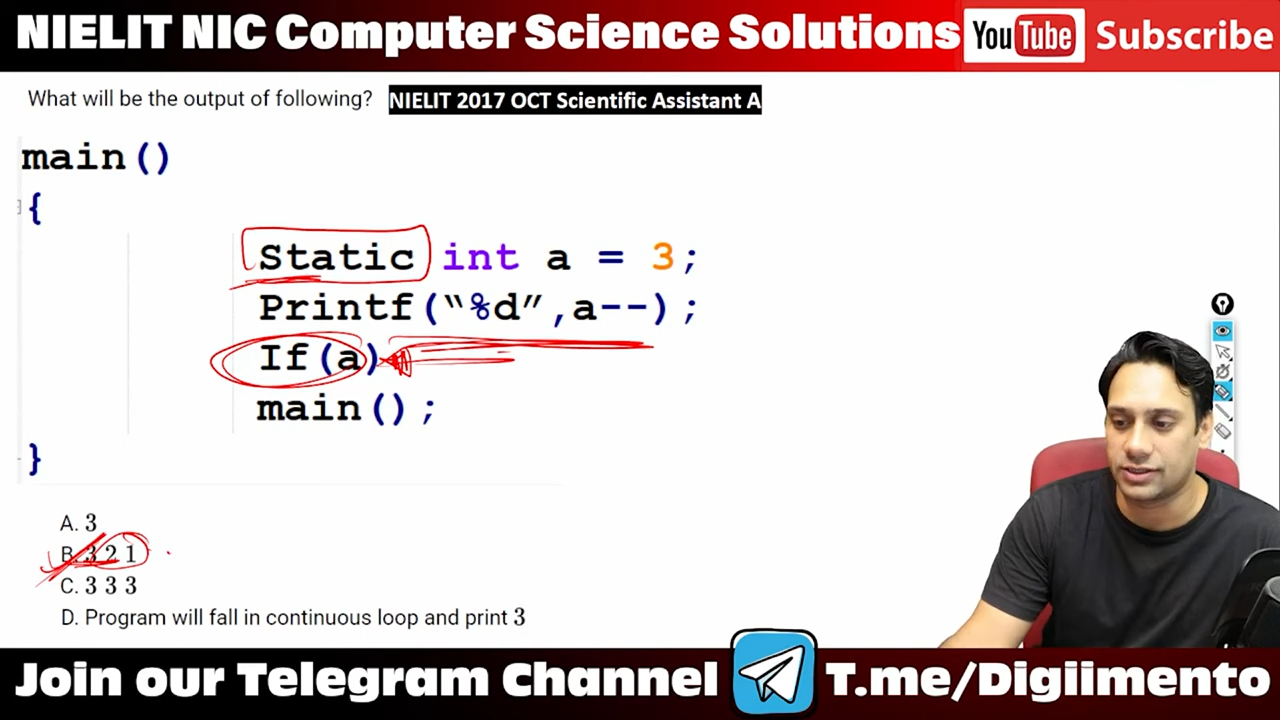 NIELIT NIC Computer Science Solutions YouTube Subscribe
What will be the output of following? NIELIT 2017 OCT Scientific Assistant A
main()
{
Static int a = 3;
Printf(“%d”,a--);
If(a)
main();
}
A. 3
B. 3 2 1
C. 3 3 3
D. Program will fall in continuous loop and print 3
Join our Telegram Channel T.me/Digiimento